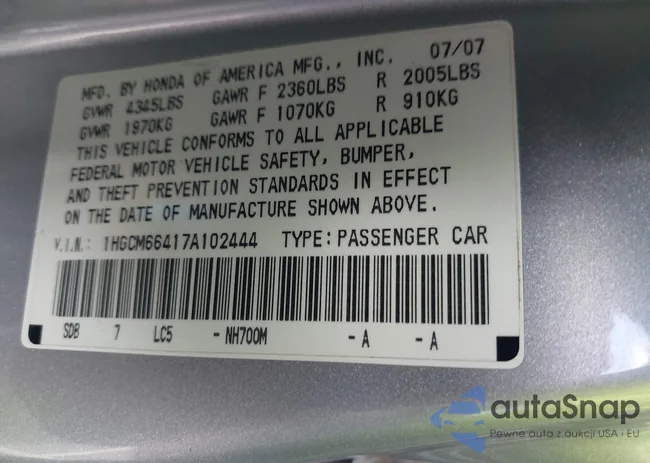 MFD. BY HONDA OF AMERICA MFG., INC. 07/07
GVWR 4345LBS GAWR F 2360LBS R 2005LBS
GVWR 1970KG GAWR F 1070KG R 910KG
THIS VEHICLE CONFORMS TO ALL APPLICABLE
FEDERAL MOTOR VEHICLE SAFETY, BUMPER,
AND THEFT PREVENTION STANDARDS IN EFFECT
ON THE DATE OF MANUFACTURE SHOWN ABOVE.
V.I.N.: 1HGCM66417A102444 TYPE: PASSENGER CAR
SDB 7 LC5 - NH700M - A - A
autaSnap
Pewne auta z aukcji USA i EU